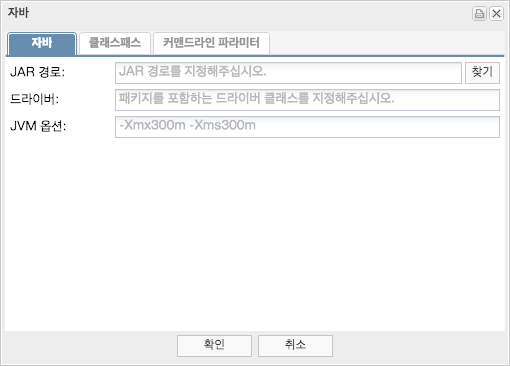 자바
자바 클래스패스 커맨드라인 파라미터
JAR 경로: JAR 경로를 지정해주십시오. 찾기
드라이버: 패키지를 포함하는 드라이버 클래스를 지정해주십시오.
JVM 옵션: -Xmx300m -Xms300m
확인 취소